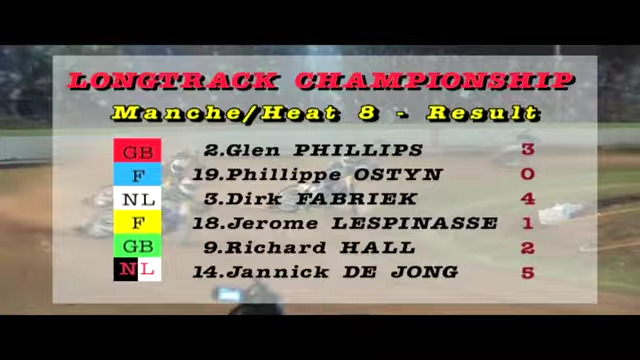 LONGTRACK CHAMPIONSHIP
Manche/Heat 8 - Result
GB 2.Glen PHILLIPS 3
F 19.Phillippe OSTYN 0
NL 3.Dirk FABRIEK 4
F 18.Jerome LESPINASSE 1
GB 9.Richard HALL 2
NL 14.Jannick DE JONG 5